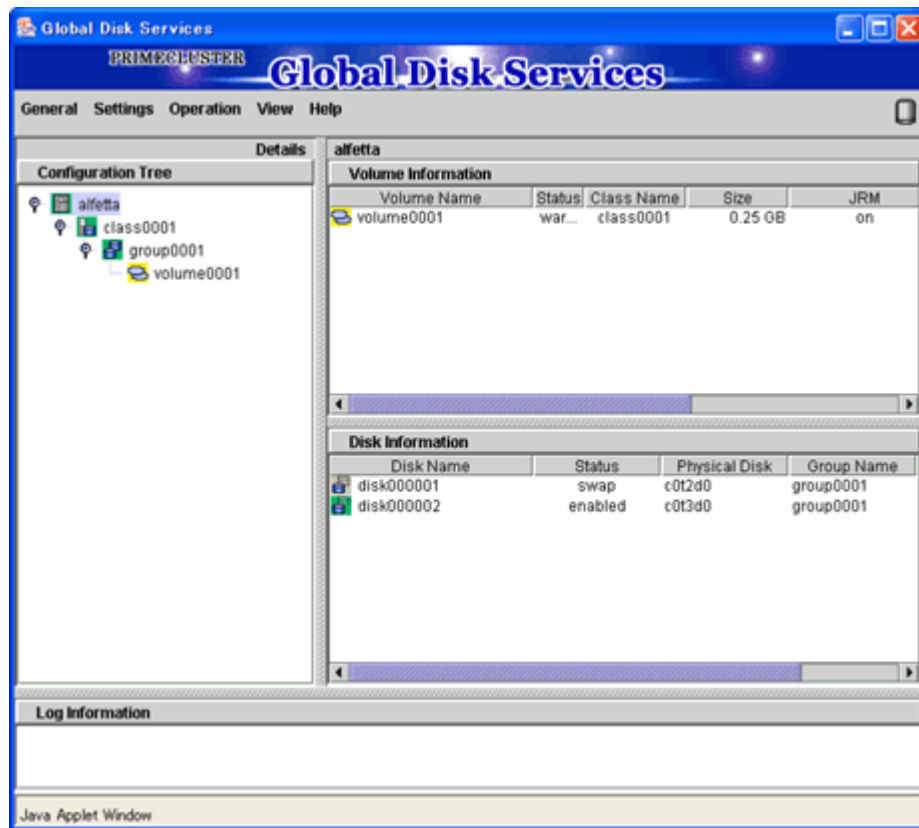 Global Disk Services
PRIMECLUSTER
Global Disk Services
General Settings Operation View Help
Details
alfetta
Configuration Tree
Volume Information
alfetta
class0001
group0001
volume0001
Volume Name Status Class Name Size JRM
volume0001 war... class0001 0.25 GB on
Disk Information
Disk Name Status Physical Disk Group Name
disk000001 swap c0t2d0 group0001
disk000002 enabled c0t3d0 group0001
Log Information
Java Applet Window